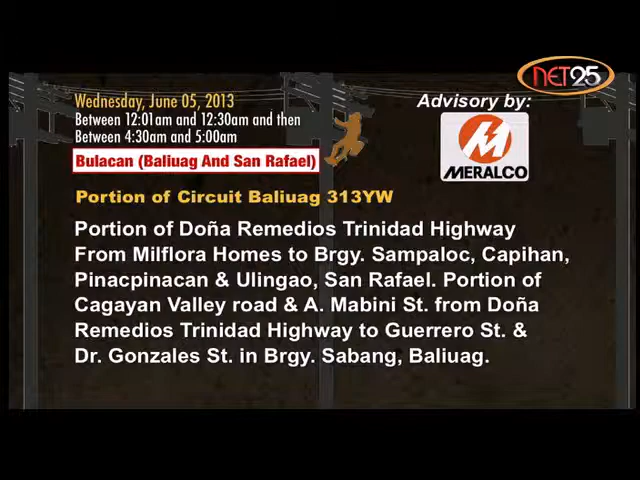 NET25
Wednesday, June 05, 2013
Advisory by:
Between 12:01am and 12:30am and then
Between 4:30am and 5:00am
Bulacan (Baliuag And San Rafael)
MERALCO
Portion of Circuit Baliuag 313YW
Portion of Doña Remedios Trinidad Highway
From Milflora Homes to Brgy. Sampaloc, Capihan,
Pinacpinacan & Ulingao, San Rafael. Portion of
Cagayan Valley road & A. Mabini St. from Doña
Remedios Trinidad Highway to Guerrero St. &
Dr. Gonzales St. in Brgy. Sabang, Baliuag.